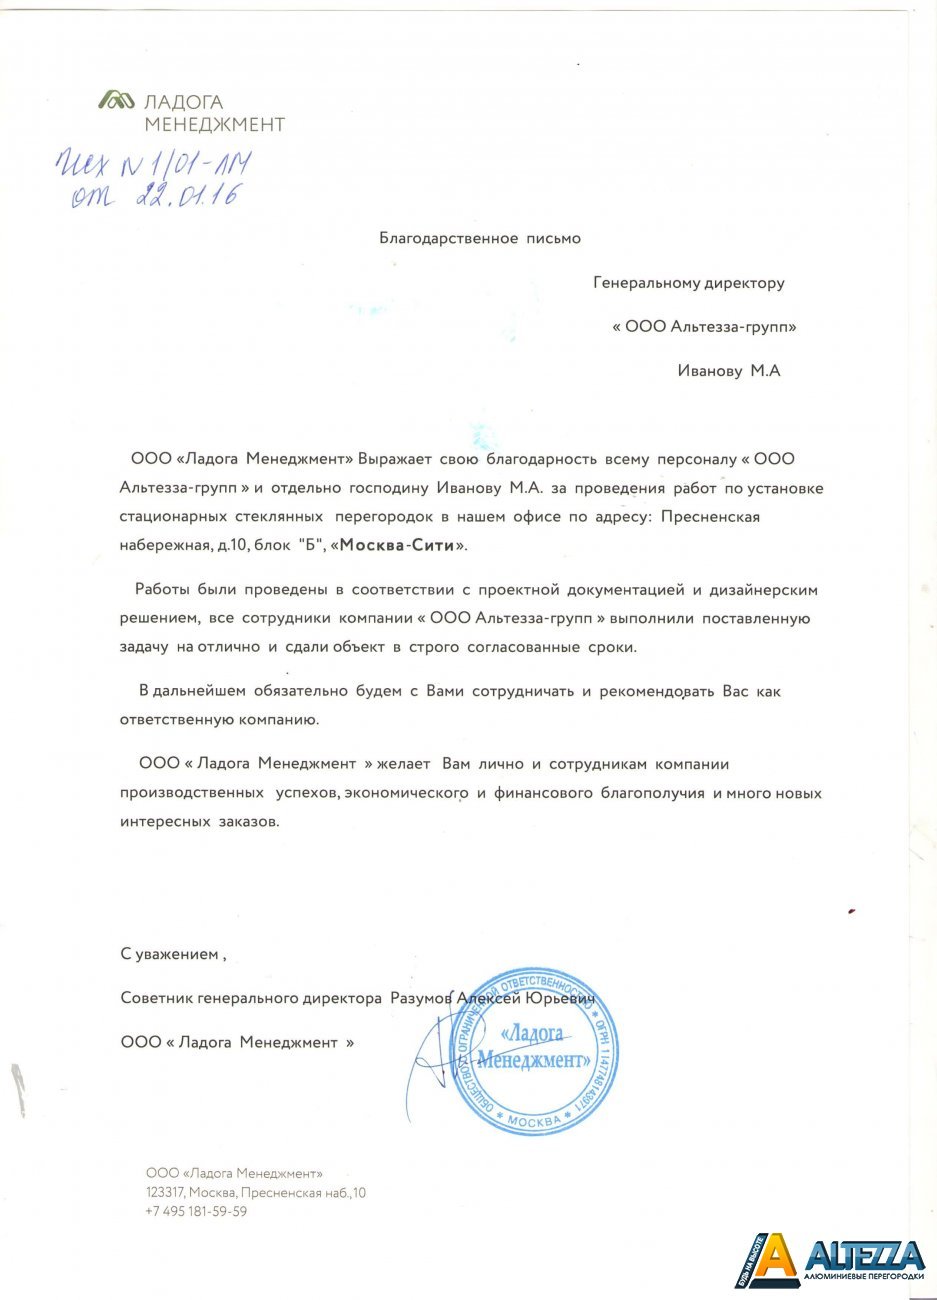 ЛАДОГА
МЕНЕДЖМЕНТ
Исх N 1/01-ЛМ
от 22.01.16
Благодарственное письмо
Генеральному директору
« ООО Альтезза-групп»
Иванову М.А
ООО «Ладога Менеджмент» Выражает свою благодарность всему персоналу « ООО
Альтезза-групп » и отдельно господину Иванову М.А. за проведения работ по установке
стационарных стеклянных перегородок в нашем офисе по адресу: Пресненская
набережная, д.10, блок "Б", «Москва-Сити».
Работы были проведены в соответствии с проектной документацией и дизайнерским
решением, все сотрудники компании « ООО Альтезза-групп » выполнили поставленную
задачу на отлично и сдали объект в строго согласованные сроки.
В дальнейшем обязательно будем с Вами сотрудничать и рекомендовать Вас как
ответственную компанию.
ООО « Ладога Менеджмент » желает Вам лично и сотрудникам компании
производственных успехов, экономического и финансового благополучия и много новых
интересных заказов.
С уважением ,
Советник генерального директора Разумов Алексей Юрьевич
ООО « Ладога Менеджмент »
ОБЩЕСТВО С ОГРАНИЧЕННОЙ ОТВЕТСТВЕННОСТЬЮ * ОГРН 1147748143971
* МОСКВА *
«Ладога
Менеджмент»
ООО «Ладога Менеджмент»
123317, Москва, Пресненская наб.,10
+7 495 181-59-59
БУДЬ НА ВЫСОТЕ
ALTEZZA
АЛЮМИНИЕВЫЕ ПЕРЕГОРОДКИ